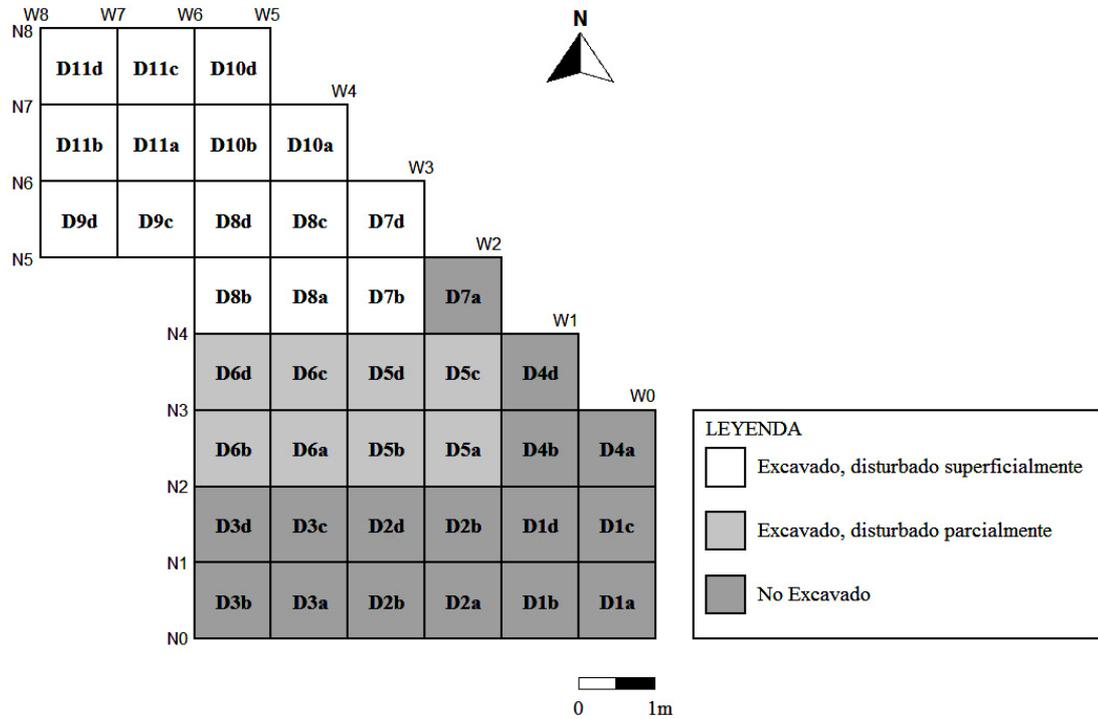 W8 W7 W6 W5
N
N8
D11d D11c D10d
W4
N7
D11b D11a D10b D10a
W3
N6
D9d D9c D8d D8c D7d
W2
N5
D8b D8a D7b D7a
W1
N4
D6d D6c D5d D5c D4d
W0
N3
LEYENDA
D6b D6a D5b D5a D4b D4a
Excavado, disturbado superficialmente
N2
D3d D3c D2d D2b D1d D1c
Excavado, disturbado parcialmente
N1
D3b D3a D2b D2a D1b D1a
No Excavado
N0
0 1m